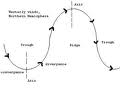 Westerly winds,
Northern Hemisphere
Axis
Trough
Ridge
Trough
convergence
divergence
Axis